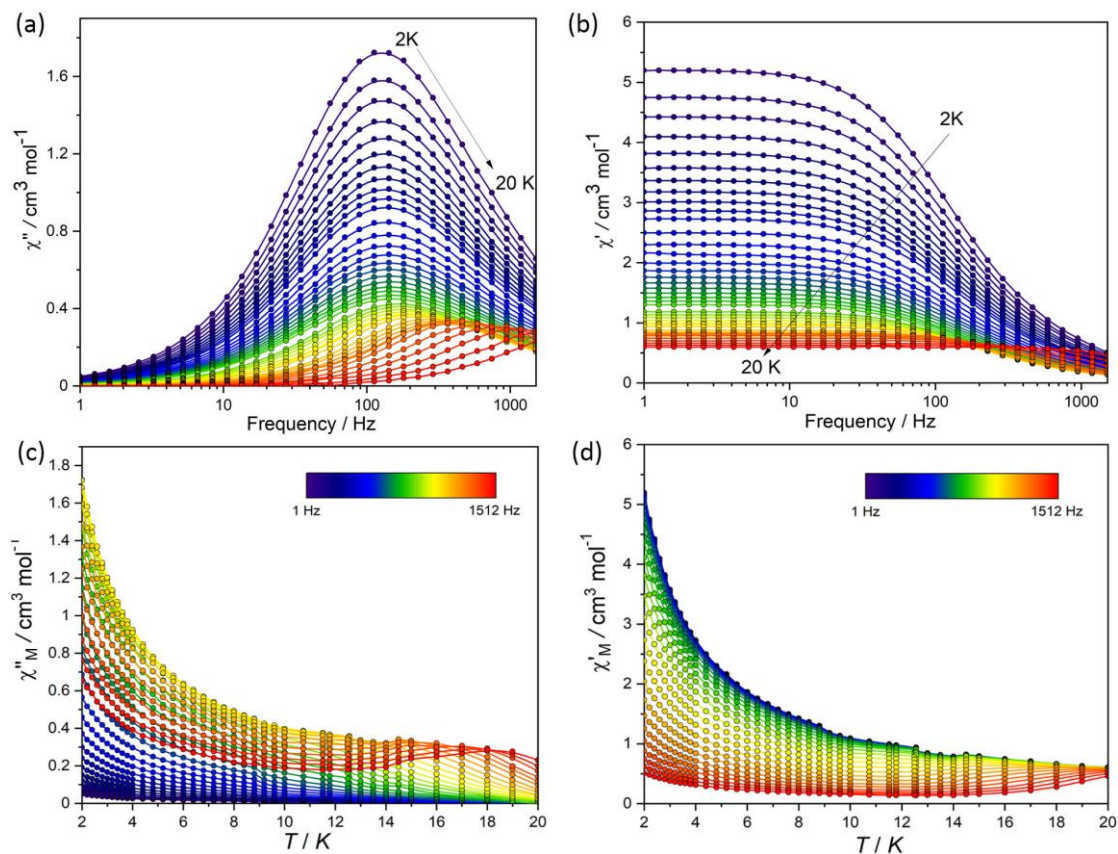 (a)
2K
20 K
χ'' / cm³ mol⁻¹
1.6
1.2
0.8
0.4
0
1
10
100
1000
Frequency / Hz
(b)
2K
20 K
χ' / cm³ mol⁻¹
6
5
4
3
2
1
0
1
10
100
1000
Frequency / Hz
(c)
1 Hz
1512 Hz
χ''M / cm³ mol⁻¹
1.8
1.6
1.4
1.2
1
0.8
0.6
0.4
0.2
0
2
4
6
8
10
12
14
16
18
20
T / K
(d)
1 Hz
1512 Hz
χ'M / cm³ mol⁻¹
6
5
4
3
2
1
0
2
4
6
8
10
12
14
16
18
20
T / K